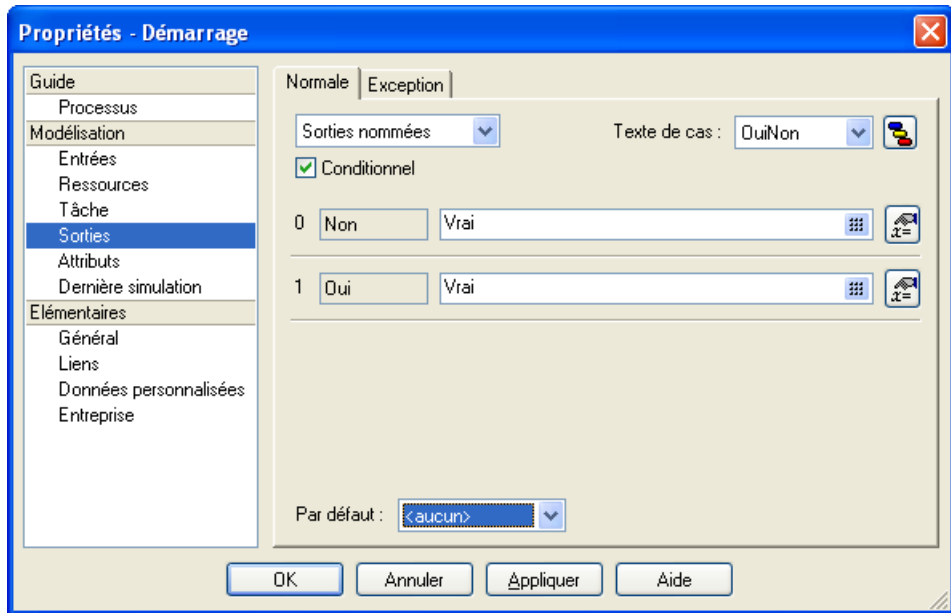 Propriétés - Démarrage
Guide
Processus
Modélisation
Entrées
Ressources
Tâche
Sorties
Attributs
Dernière simulation
Elémentaires
Général
Liens
Données personnalisées
Entreprise
Normale Exception
Sorties nommées Texte de cas : OuiNon
Conditionnel
0 Non Vrai
1 Oui Vrai
Par défaut : <aucun>
OK Annuler Appliquer Aide